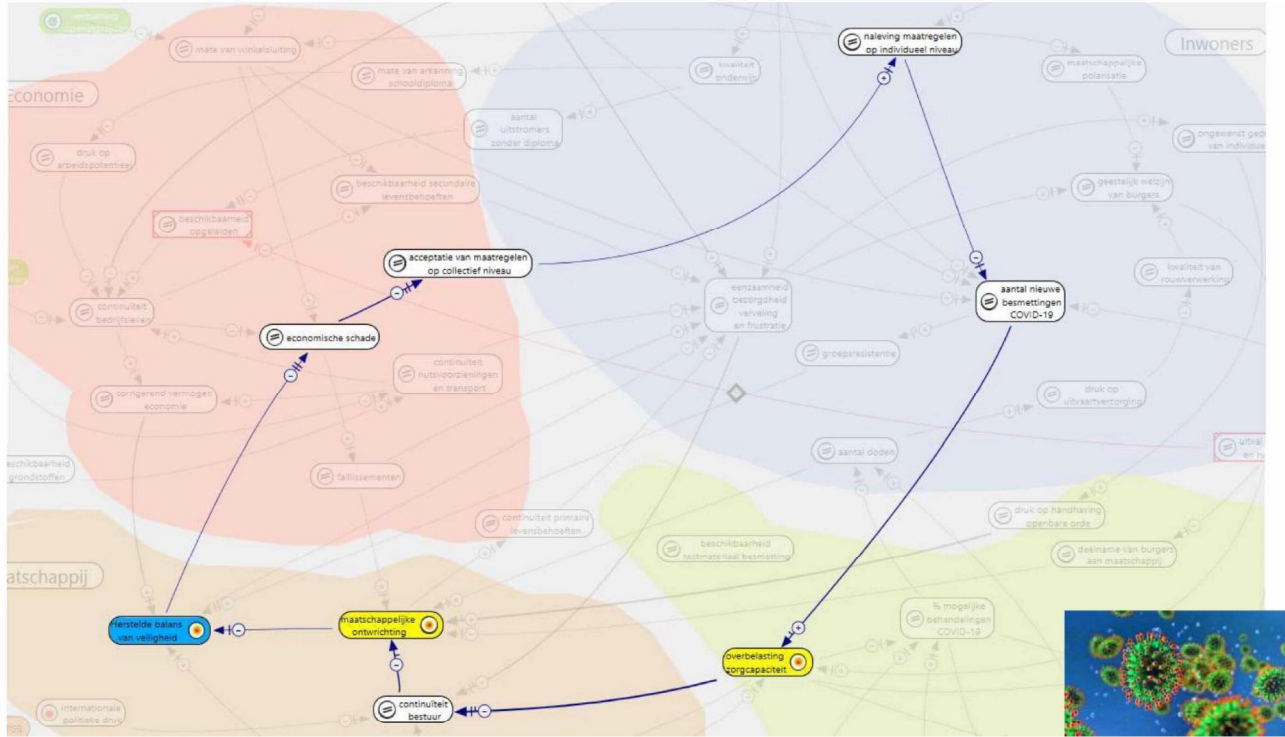 mate van winkelsluiting
naleving maatregelen
op individueel niveau
Inwoners
kwaliteit
onderwijs
maatschappelijke
polarisatie
mate van erkenning
schooldiploma
Economie
aantal
uitstromers
zonder diploma
druk op
arbeidspotentieel
beschikbaarheid secundaire
levensbehoeften
geestelijk welzijn
van burgers
beschikbaarheid
opgeleiden
acceptatie van maatregelen
op collectief niveau
kwaliteit van
rouwverwerking
eenzaamheid
bezorgdheid
verveling
en frustratie
aantal nieuwe
besmettingen
COVID-19
continuïteit
bedrijfsleven
economische schade
groepsresistantie
continuïteit
nutsvoorzieningen
en transport
corrigerend vermogen
economie
druk op
uitvaartverzorging
aantal doden
uitval
faillissementen
grondstoffen
continuïteit primaire
levensbehoeften
druk op handhaving
openbare orde
beschikbaarheid
testmateriaal besmetting
deelname van burgers
aan maatschappij
atschappij
Herstelde balans
van veiligheid
maatschappelijke
ontwrichting
% mogelijke
behandelingen
COVID-19
overbelasting
zorgcapaciteit
internationale
politieke druk
continuïteit
bestuur